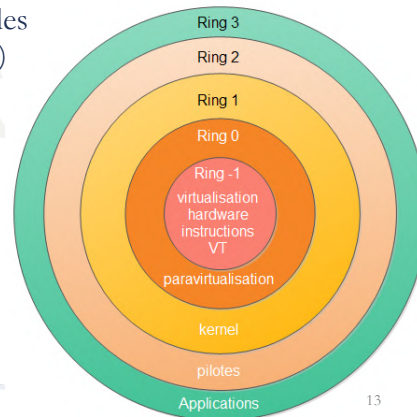 les
)
Ring 3
Ring 2
Ring 1
Ring 0
Ring -1
virtualisation
hardware
instructions
VT
paravirtualisation
kernel
pilotes
Applications
13